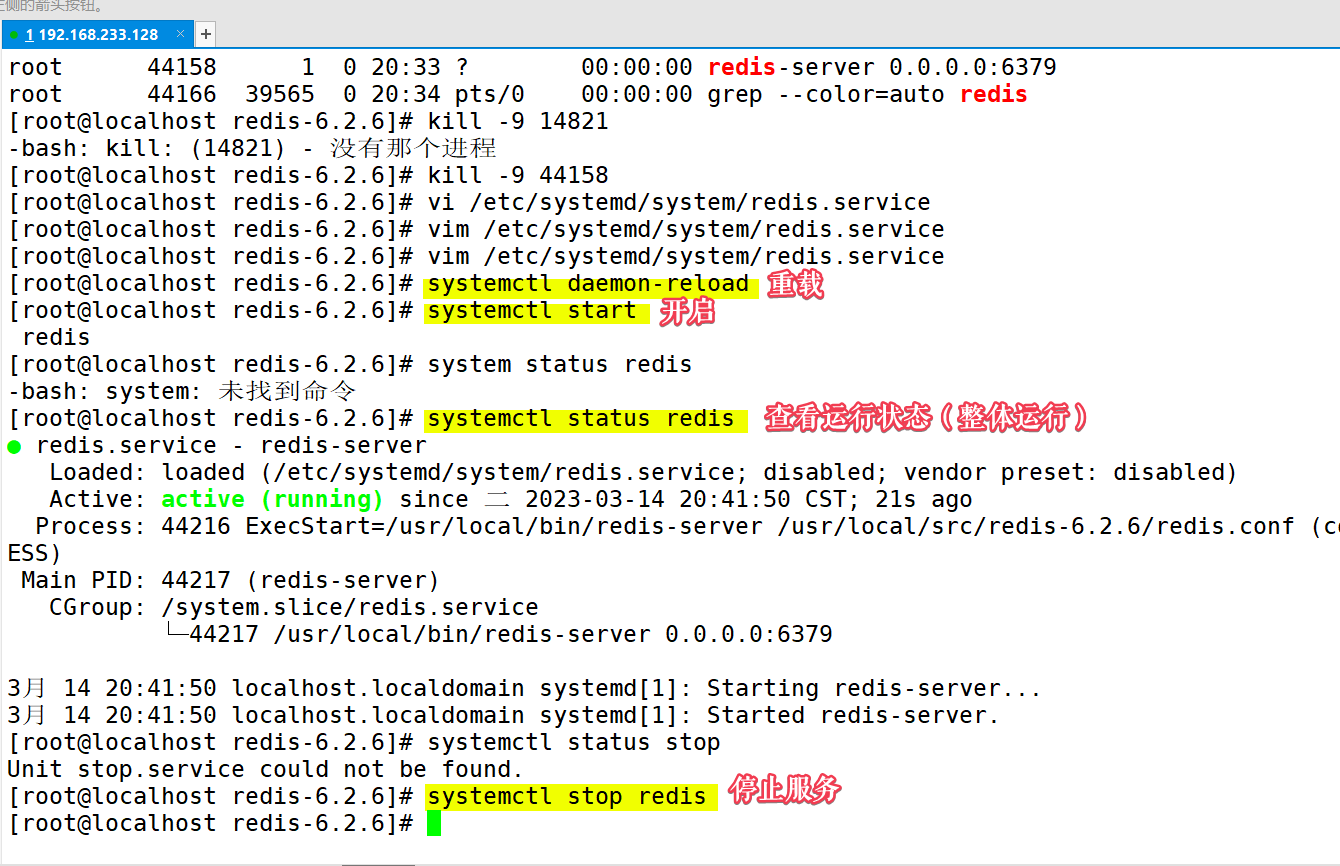 左侧的箭头按钮。
1 192.168.233.128 × +
root      44158      1  0 20:33 ?        00:00:00 redis-server 0.0.0.0:6379
root      44166  39565  0 20:34 pts/0    00:00:00 grep --color=auto redis
[root@localhost redis-6.2.6]# kill -9 14821
-bash: kill: (14821) - 没有那个进程
[root@localhost redis-6.2.6]# kill -9 44158
[root@localhost redis-6.2.6]# vi /etc/systemd/system/redis.service
[root@localhost redis-6.2.6]# vim /etc/systemd/system/redis.service
[root@localhost redis-6.2.6]# vim /etc/systemd/system/redis.service
[root@localhost redis-6.2.6]# systemctl daemon-reload 重载
[root@localhost redis-6.2.6]# systemctl start 开启
 redis
[root@localhost redis-6.2.6]# system status redis
-bash: system: 未找到命令
[root@localhost redis-6.2.6]# systemctl status redis 查看运行状态（整体运行）
● redis.service - redis-server
   Loaded: loaded (/etc/systemd/system/redis.service; disabled; vendor preset: disabled)
   Active: active (running) since 二 2023-03-14 20:41:50 CST; 21s ago
  Process: 44216 ExecStart=/usr/local/bin/redis-server /usr/local/src/redis-6.2.6/redis.conf (co
ESS)
 Main PID: 44217 (redis-server)
   CGroup: /system.slice/redis.service
           └─44217 /usr/local/bin/redis-server 0.0.0.0:6379
3月 14 20:41:50 localhost.localdomain systemd[1]: Starting redis-server...
3月 14 20:41:50 localhost.localdomain systemd[1]: Started redis-server.
[root@localhost redis-6.2.6]# systemctl status stop
Unit stop.service could not be found.
[root@localhost redis-6.2.6]# systemctl stop redis 停止服务
[root@localhost redis-6.2.6]#